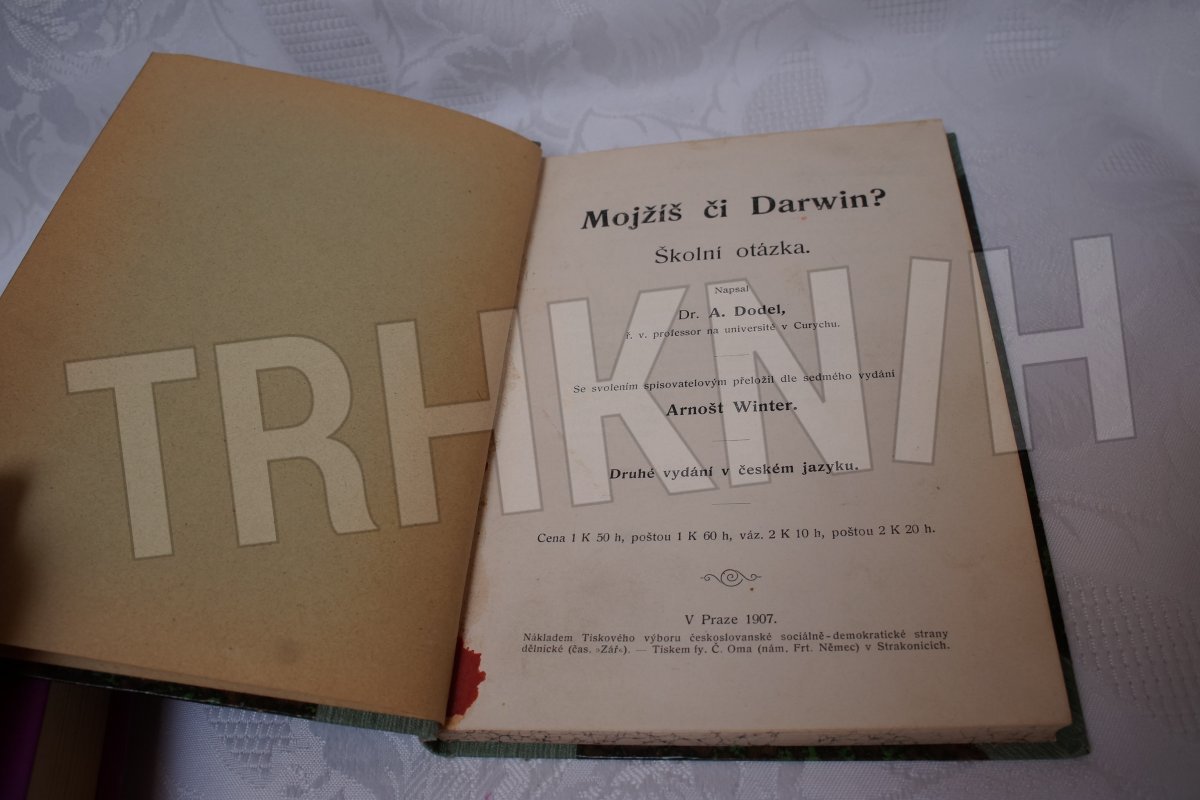 Mojžíš či Darwin?
Školní otázka.
Napsal
Dr. A. Dodel,
ř. v. professor na universitě v Curychu.
Se svolením spisovatelovým přeložil dle sedmého vydání
Arnošt Winter.
Druhé vydání v českém jazyku.
Cena 1 K 50 h, poštou 1 K 60 h, váz. 2 K 10 h, poštou 2 K 20 h.
V Praze 1907.
Nákladem Tiskového výboru českoslovanské sociálně-demokratické strany
dělnické (čas. »Zář«). — Tiskem fy. Č. Oma (nám. Frt. Němec) v Strakonicích.
TRHKNIH